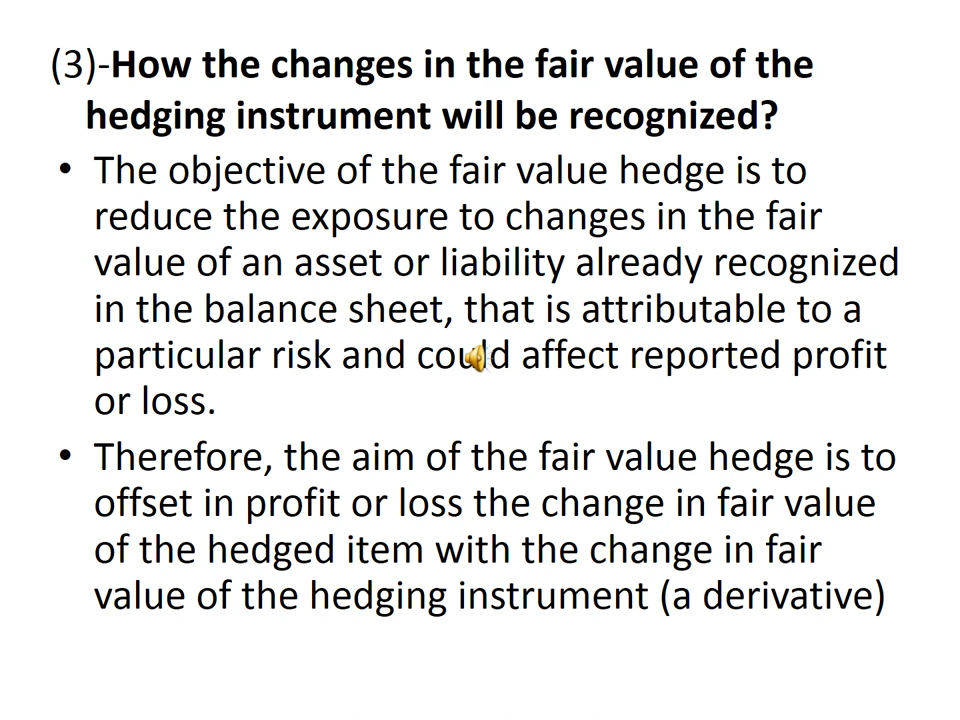 (3)-How the changes in the fair value of the
hedging instrument will be recognized?
• The objective of the fair value hedge is to
reduce the exposure to changes in the fair
value of an asset or liability already recognized
in the balance sheet, that is attributable to a
particular risk and could affect reported profit
or loss.
• Therefore, the aim of the fair value hedge is to
offset in profit or loss the change in fair value
of the hedged item with the change in fair
value of the hedging instrument (a derivative)